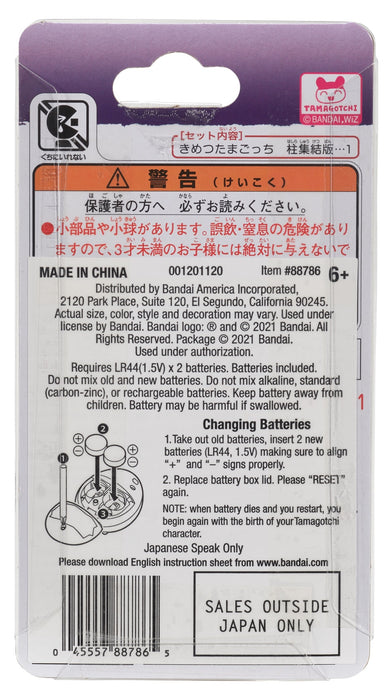 TAMAGOTCHI
©BANDAI,WiZ
くちにいれない
[セット内容]
きめつたまごっち 柱集結版…1
警告 (けいこく)
保護者の方へ 必ずお読みください。
●小部品や小球があります。誤飲・窒息の危険があり
ますので、3才未満のお子様には絶対に与えないで
MADE IN CHINA 001201120 Item #88786 6+
Distributed by Bandai America Incorporated,
2120 Park Place, Suite 120, El Segundo, California 90245.
Actual size, color, style and decoration may vary. Used under
license by Bandai. Bandai logo: ® and © 2021 Bandai. All
Rights Reserved. Package © 2021 Bandai.
Used under authorization.
Requires LR44(1.5V) x 2 batteries. Batteries included.
Do not mix old and new batteries. Do not mix alkaline, standard
(carbon-zinc), or rechargeable batteries. Keep battery away from
children. Battery may be harmful if swallowed.
Changing Batteries
1.Take out old batteries, insert 2 new
batteries (LR44, 1.5V) making sure to align
"+" and "–" signs properly.
2. Replace battery box lid. Please "RESET"
again.
NOTE: when battery dies and you restart, you
begin again with the birth of your Tamagotchi
character.
1
2
3
Japanese Speak Only
Please download English instruction sheet from www.bandai.com
0 45557 88786 5
SALES OUTSIDE
JAPAN ONLY